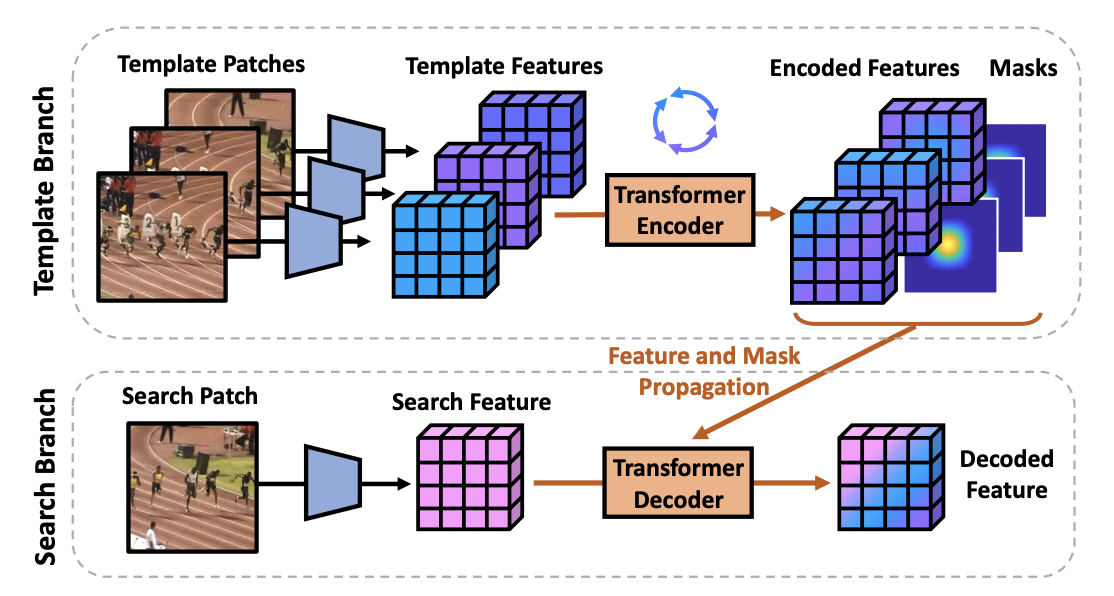 Template Branch
Template Patches
Template Features
Encoded Features
Masks
Transformer
Encoder
Feature and Mask
Propagation
Search Branch
Search Patch
Search Feature
Transformer
Decoder
Decoded
Feature